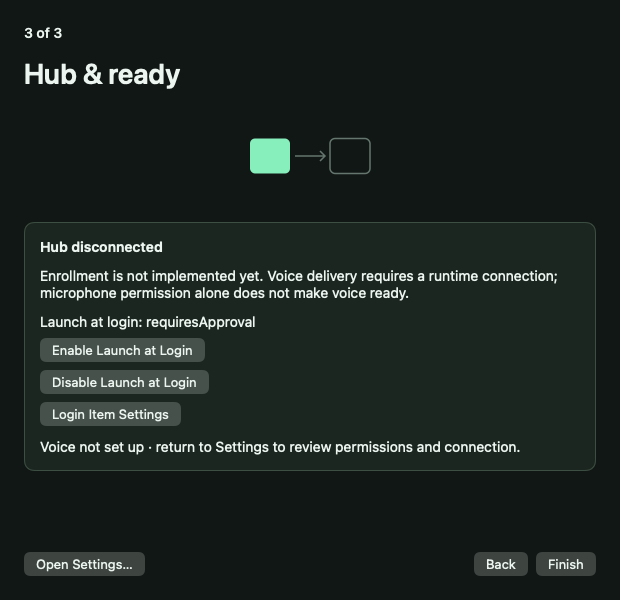 3 of 3
Hub & ready
Hub disconnected
Enrollment is not implemented yet. Voice delivery requires a runtime connection;
microphone permission alone does not make voice ready.
Launch at login: requiresApproval
Enable Launch at Login
Disable Launch at Login
Login Item Settings
Voice not set up · return to Settings to review permissions and connection.
Open Settings...
Back
Finish